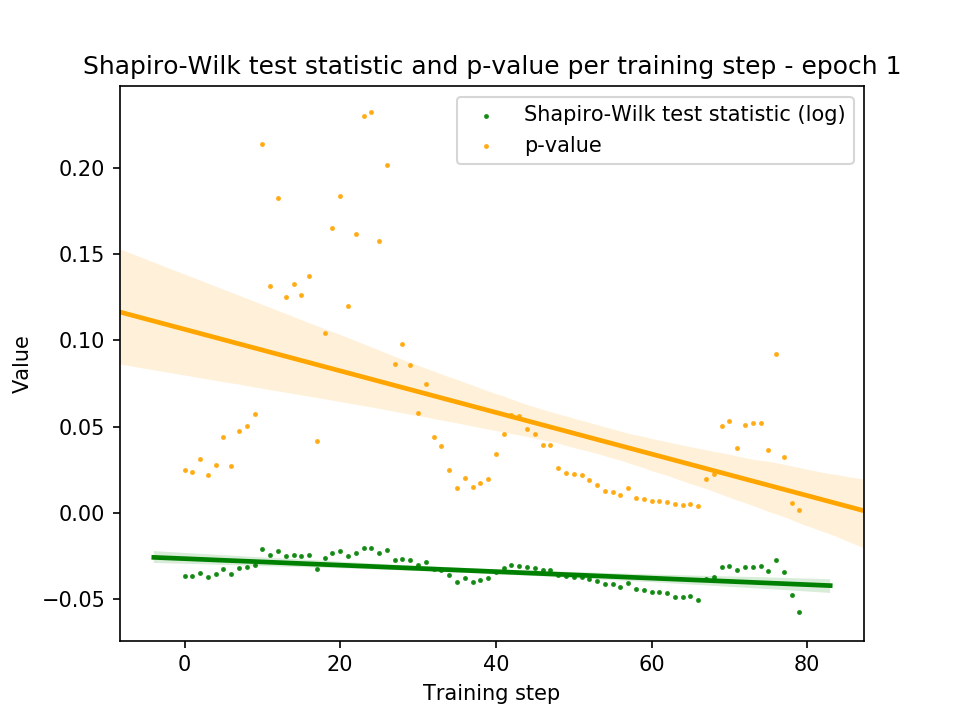 Shapiro-Wilk test statistic and p-value per training step - epoch 1
Shapiro-Wilk test statistic (log)
p-value
0.20
0.15
0.10
0.05
0.00
−0.05
Value
0 20 40 60 80
Training step